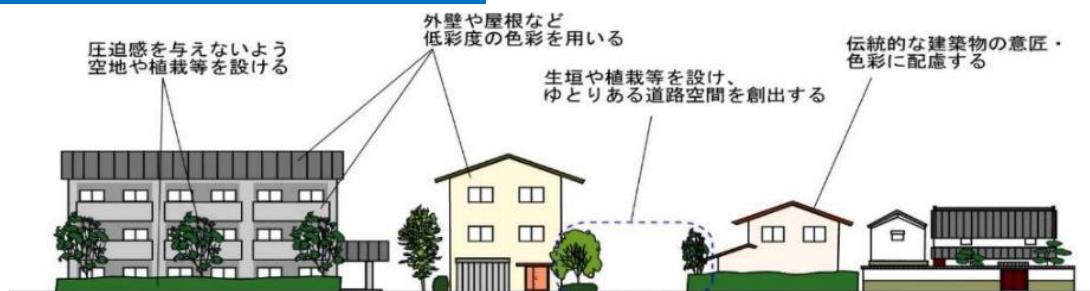 圧迫感を与えないよう
空地や植栽等を設ける
外壁や屋根など
低彩度の色彩を用いる
生垣や植栽等を設け、
ゆとりある道路空間を創出する
伝統的な建築物の意匠・
色彩に配慮する